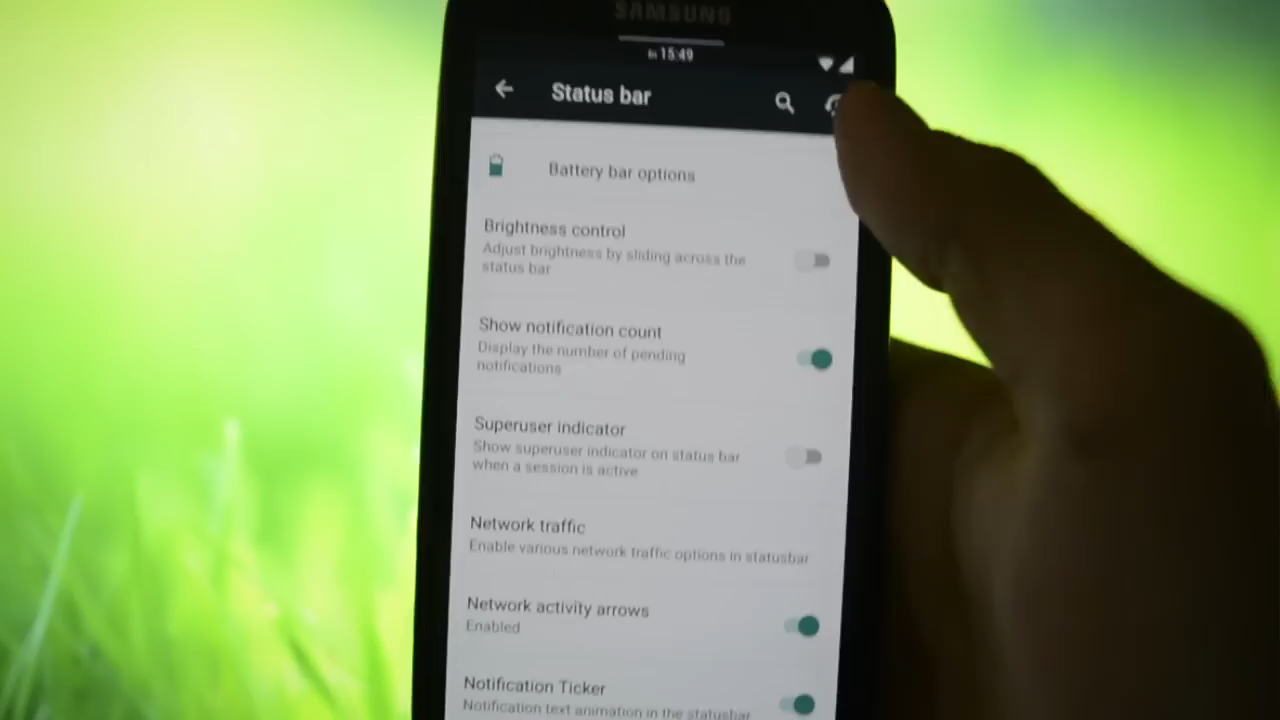 SAMSUNG
15:49
Status bar
Battery bar options
Brightness control
Adjust brightness by sliding across the
status bar
Show notification count
Display the number of pending
notifications
Superuser indicator
Show superuser indicator on status bar
when a session is active
Network traffic
Enable various network traffic options in statusbar
Network activity arrows
Enabled
Notification Ticker
Notification text animation in the statusbar